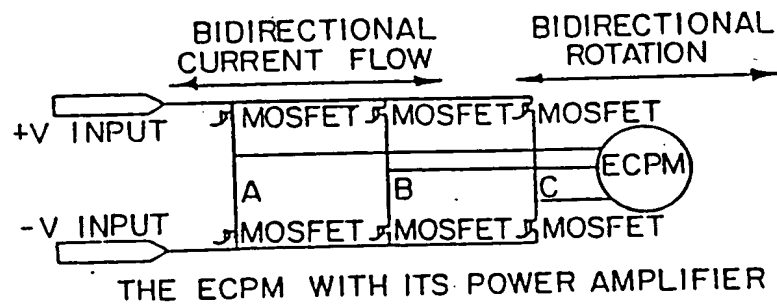 BIDIRECTIONAL
CURRENT FLOW
BIDIRECTIONAL
ROTATION
+V INPUT
MOSFET MOSFET MOSFET
ECPM
A B C
-V INPUT
MOSFET MOSFET MOSFET
THE ECPM WITH ITS POWER AMPLIFIER